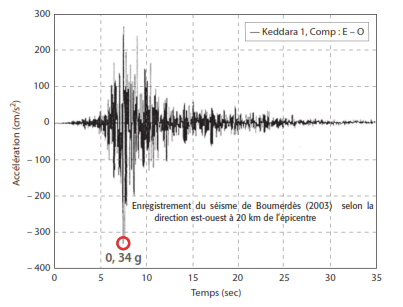 300
200
100
0
– 100
– 200
– 300
– 400
Accélération (cm/s²)
Keddara 1, Comp : E – O
Enregistrement du séisme de Boumérdès (2003) selon la
direction est-ouest à 20 km de l'épicentre
0, 34 g
0 5 10 15 20 25 30 35
Temps (sec)